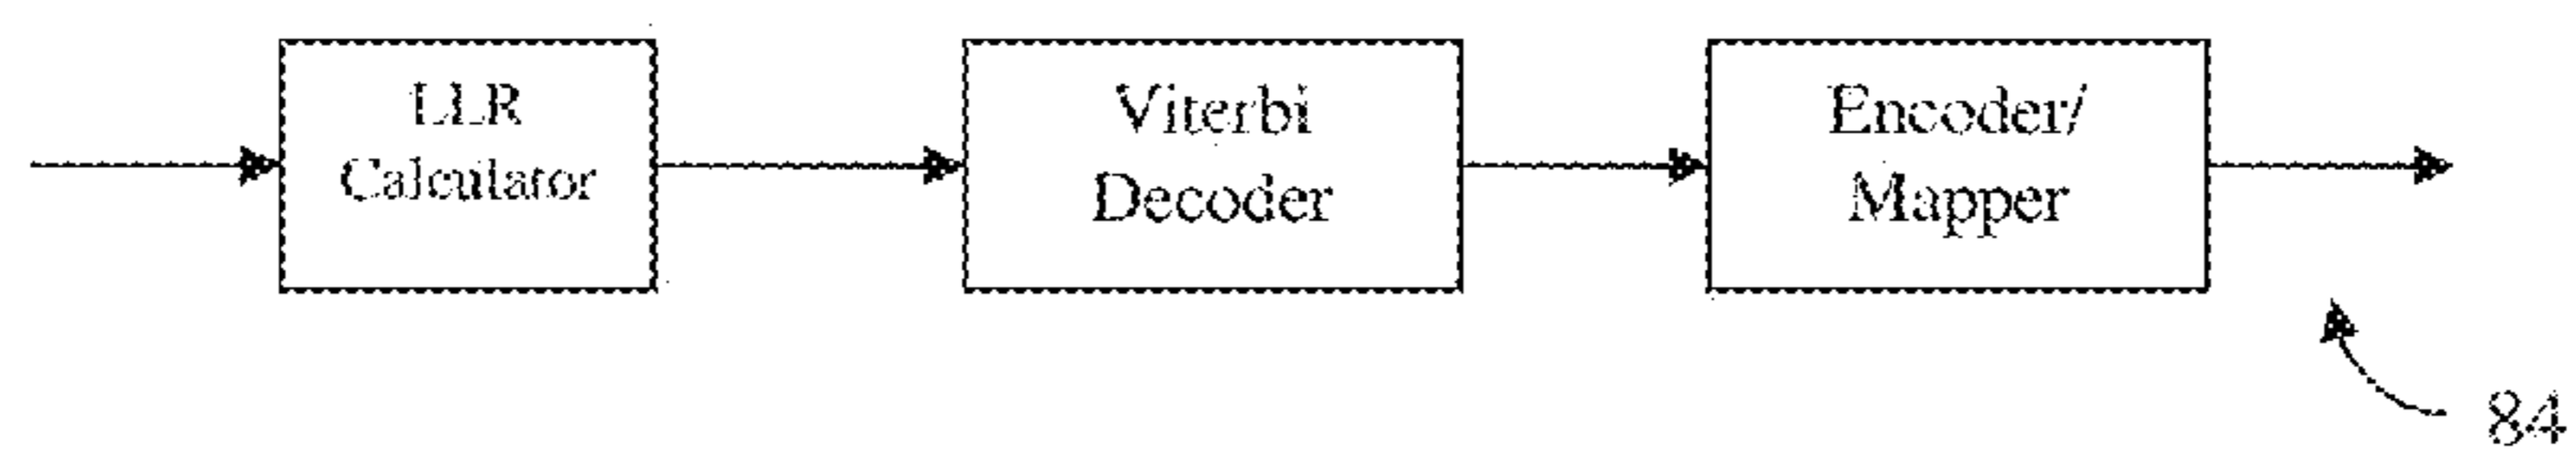 LLR
Calculator
Viterbi
Decoder
Encoder/
Mapper
84